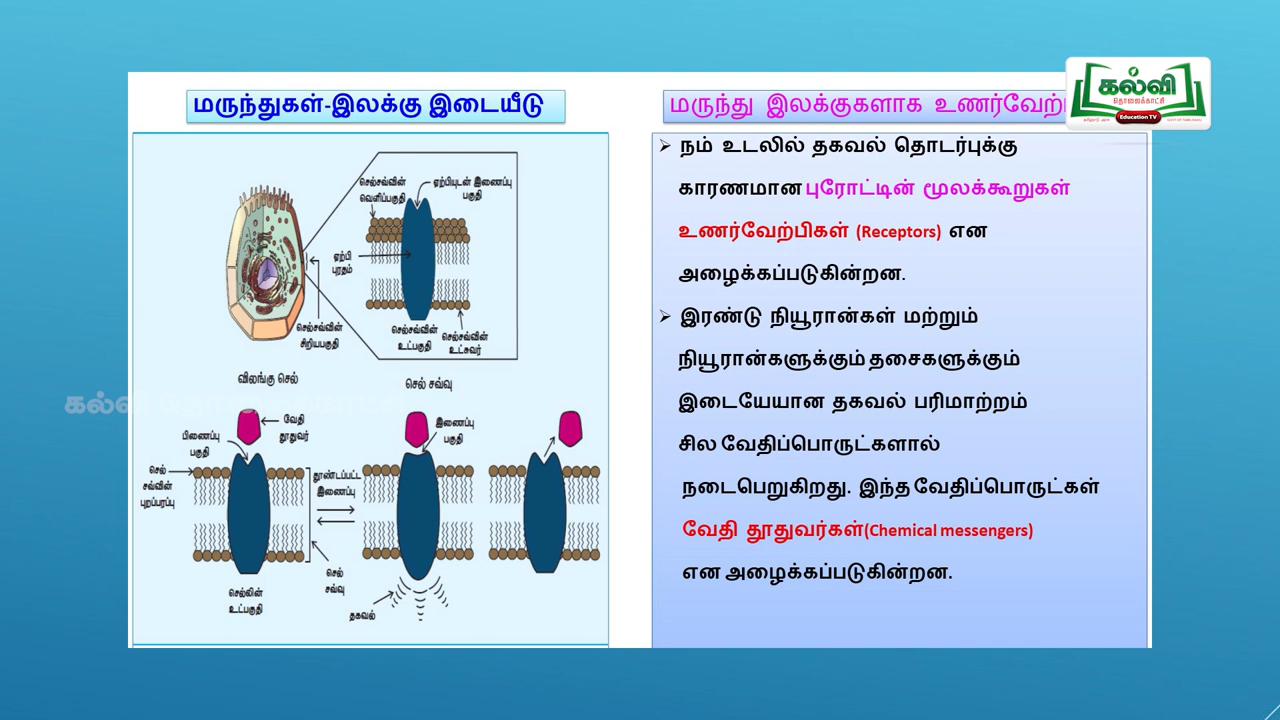 மருந்துகள்-இலக்கு இடையீடு
செல்சவ்வின்
வெளிப்பகுதி
ஏற்பியுடன் இணைப்பு
பகுதி
ஏற்பி
புரதம்
செல்சவ்வின்
சிறியபகுதி
செல்சவ்வின்
உட்பகுதி
செல்சவ்வின்
உட்சுவர்
விலங்கு செல்
செல் சவ்வு
வேதி
தூதுவர்
பிணைப்பு
பகுதி
இணைப்பு
பகுதி
செல்
சவ்வின்
புறப்பரப்பு
தூண்டப்பட்ட
இணைப்பு
செல்
சவ்வு
செல்லின்
உட்பகுதி
தகவல்
மருந்து இலக்குகளாக
கல்வி
தொலைக்காட்சி
Education TV
நம் உடலில் தகவல் தொடர்புக்கு
காரணமான புரோட்டின் மூலக்கூறுகள்
உணர்வேற்பிகள் (Receptors) என
அழைக்கப்படுகின்றன.
இரண்டு நியூரான்கள் மற்றும்
நியூரான்களுக்கும் தசைகளுக்கும்
இடையேயான தகவல் பரிமாற்றம்
சில வேதிப்பொருட்களால்
நடைபெறுகிறது. இந்த வேதிப்பொருட்கள்
வேதி தூதுவர்கள்(Chemical messengers)
என அழைக்கப்படுகின்றன.